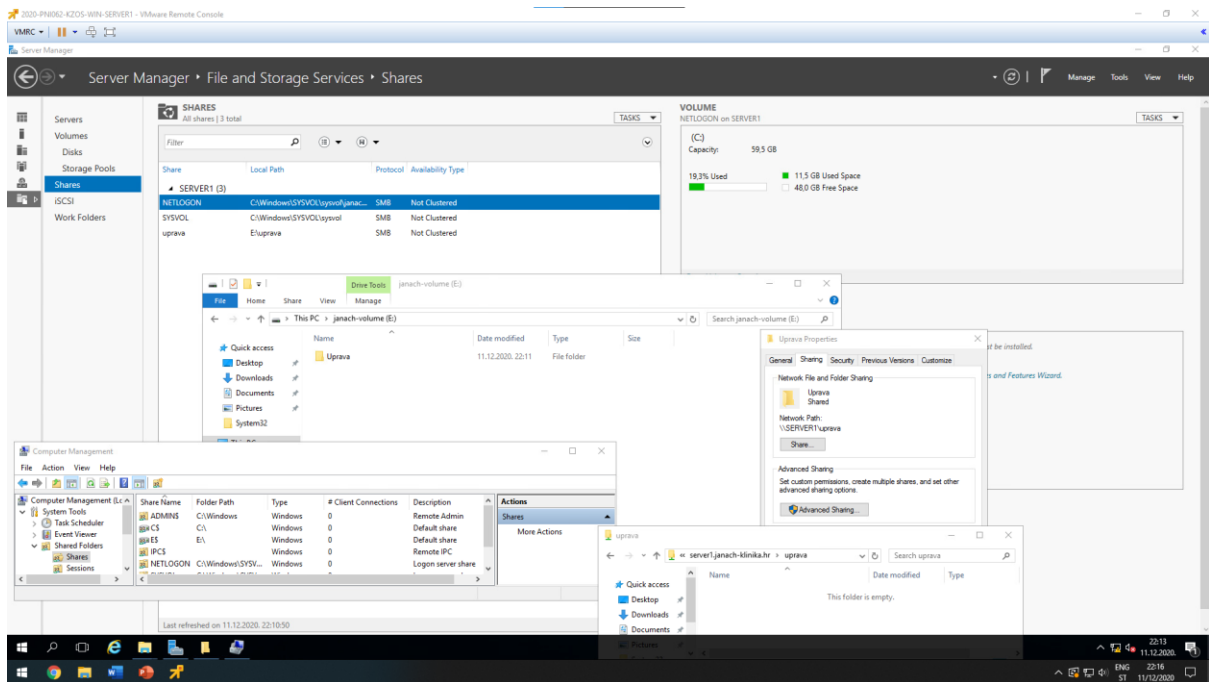 2020-PNI062-KZOS-WIN-SERVER1 - VMware Remote Console
VMRC
Server Manager
Server Manager • File and Storage Services • Shares
Manage Tools View Help
Servers
Volumes
Disks
Storage Pools
Shares
iSCSI
Work Folders
SHARES
All shares | 3 total
TASKS
Filter
Share Local Path Protocol Availability Type
SERVER1 (3)
NETLOGON C:\Windows\SYSVOL\sysvol\janac... SMB Not Clustered
SYSVOL C:\Windows\SYSVOL\sysvol SMB Not Clustered
uprava E:\uprava SMB Not Clustered
VOLUME
NETLOGON on SERVER1
TASKS
(C:)
Capacity: 59,5 GB
19,3% Used
11,5 GB Used Space
48,0 GB Free Space
Drive Tools janach-volume (E:)
File Home Share View Manage
This PC > janach-volume (E:)
Search janach-volume (E:)
Name Date modified Type Size
Quick access
Desktop
Downloads
Documents
Pictures
System32
Uprava 11.12.2020. 22:11 File folder
st be installed.
s and Features Wizard.
Uprava Properties
General Sharing Security Previous Versions Customize
Network File and Folder Sharing
Uprava
Shared
Network Path:
\\SERVER1\uprava
Share...
Advanced Sharing
Set custom permissions, create multiple shares, and set other
advanced sharing options.
Advanced Sharing...
Computer Management
File Action View Help
Computer Management (Lc
System Tools
Task Scheduler
Event Viewer
Shared Folders
Shares
Sessions
Share Name Folder Path Type # Client Connections Description
ADMIN$ C:\Windows Windows 0 Remote Admin
C$ C:\ Windows 0 Default share
E$ E:\ Windows 0 Default share
IPC$ Windows 0 Remote IPC
NETLOGON C:\Windows\SYSV... Windows 0 Logon server share
Actions
Shares
More Actions
uprava
« server1.janach-klinika.hr > uprava
Search uprava
Name Date modified Type
This folder is empty.
Quick access
Desktop
Downloads
Documents
Pictures
Last refreshed on 11.12.2020. 22:10:50
22:13
11.12.2020.
ENG
ST
22:16
11/12/2020